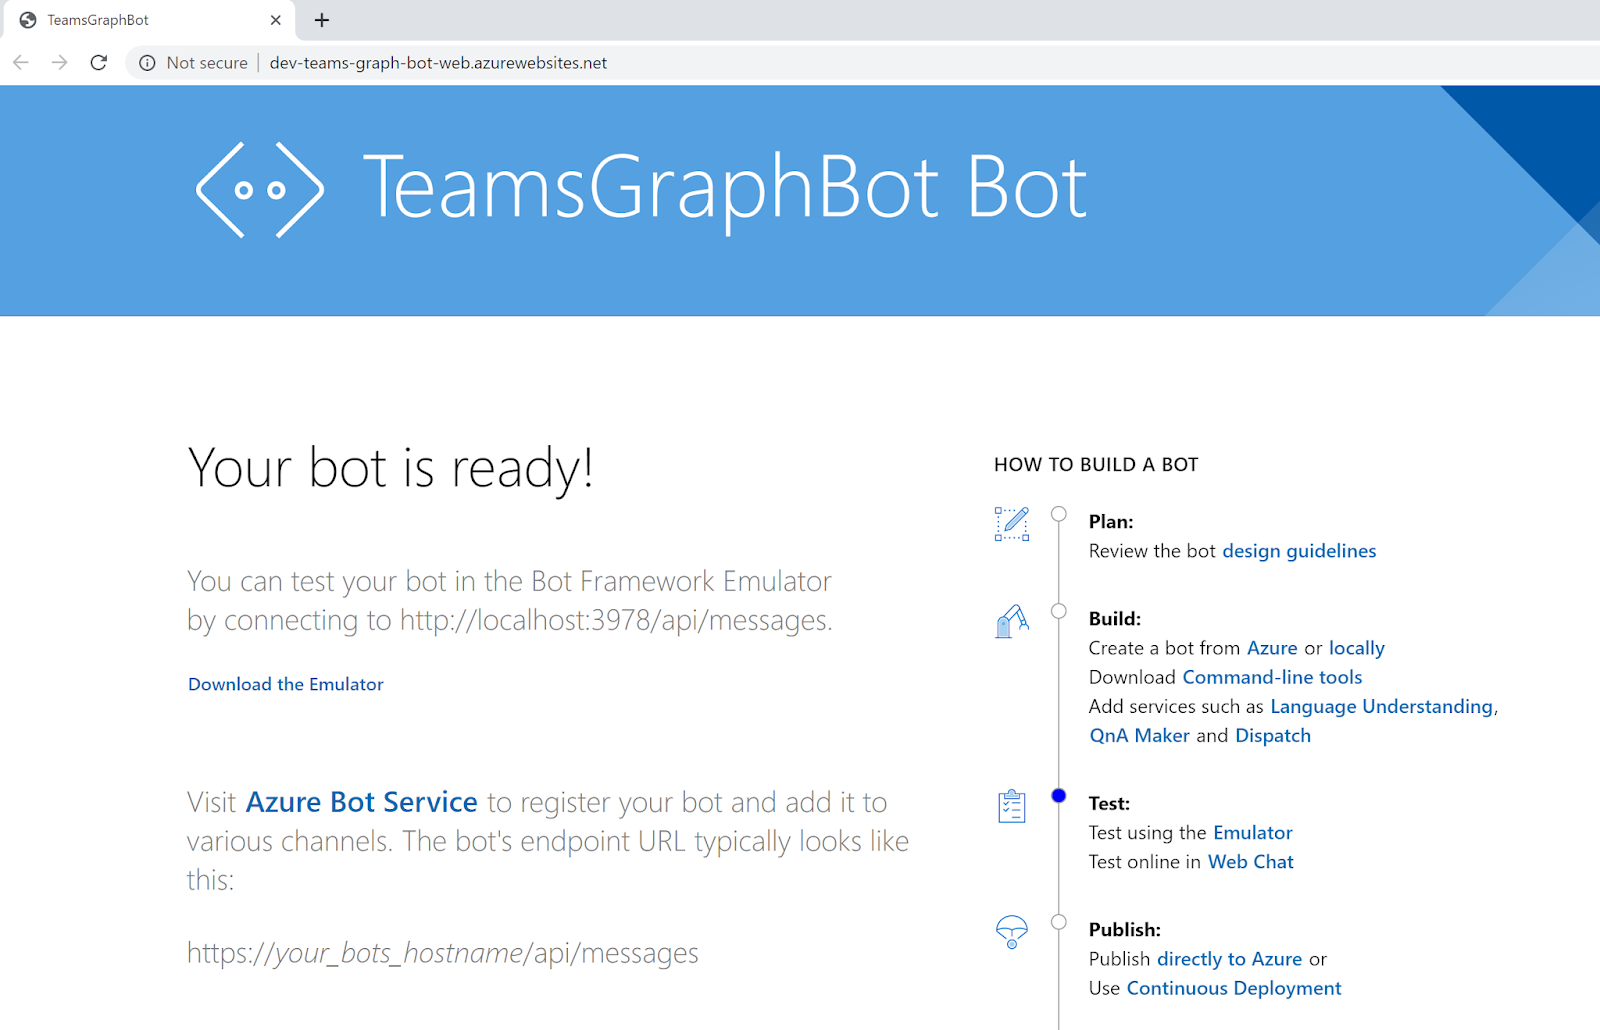 TeamsGraphBot
Not secure
dev-teams-graph-bot-web.azurewebsites.net
TeamsGraphBot Bot
Your bot is ready!
You can test your bot in the Bot Framework Emulator
by connecting to http://localhost:3978/api/messages.
Download the Emulator
Visit Azure Bot Service to register your bot and add it to
various channels. The bot's endpoint URL typically looks like
this:
https://your_bots_hostname/api/messages
HOW TO BUILD A BOT
Plan:
Review the bot design guidelines
Build:
Create a bot from Azure or locally
Download Command-line tools
Add services such as Language Understanding,
QnA Maker and Dispatch
Test:
Test using the Emulator
Test online in Web Chat
Publish:
Publish directly to Azure or
Use Continuous Deployment